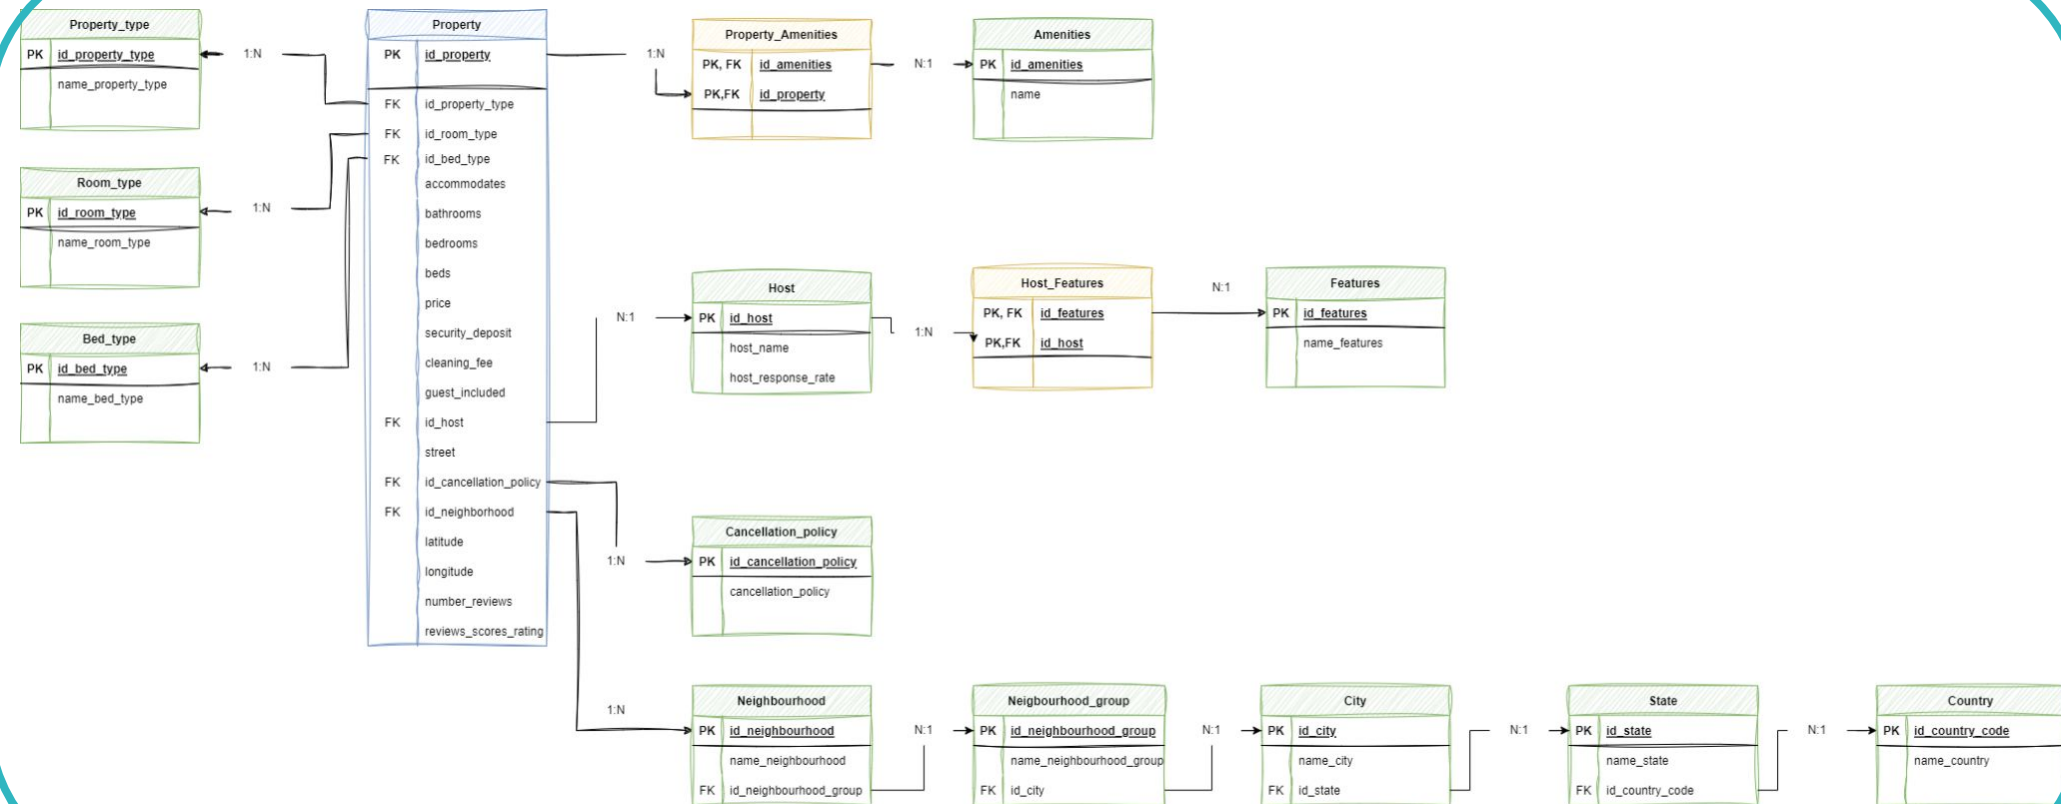 Property_type
PK id_property_type
name_property_type
1:N
Room_type
PK id_room_type
name_room_type
1:N
Bed_type
PK id_bed_type
name_bed_type
1:N
Property
PK id_property
FK id_property_type
FK id_room_type
FK id_bed_type
accommodates
bathrooms
bedrooms
beds
price
security_deposit
cleaning_fee
guest_included
FK id_host
street
FK id_cancellation_policy
FK id_neighborhood
latitude
longitude
number_reviews
reviews_scores_rating
1:N
Property_Amenities
PK, FK id_amenities
PK,FK id_property
N:1
Amenities
PK id_amenities
name
N:1
Host
PK id_host
host_name
host_response_rate
1:N
Host_Features
PK, FK id_features
PK,FK id_host
N:1
Features
PK id_features
name_features
1:N
Cancellation_policy
PK id_cancellation_policy
cancellation_policy
1:N
Neighbourhood
PK id_neighbourhood
name_neighbourhood
FK id_neighbourhood_group
N:1
Neigbourhood_group
PK id_neighbourhood_group
name_neighbourhood_group
FK id_city
N:1
City
PK id_city
name_city
FK id_state
N:1
State
PK id_state
name_state
FK id_country_code
N:1
Country
PK id_country_code
name_country